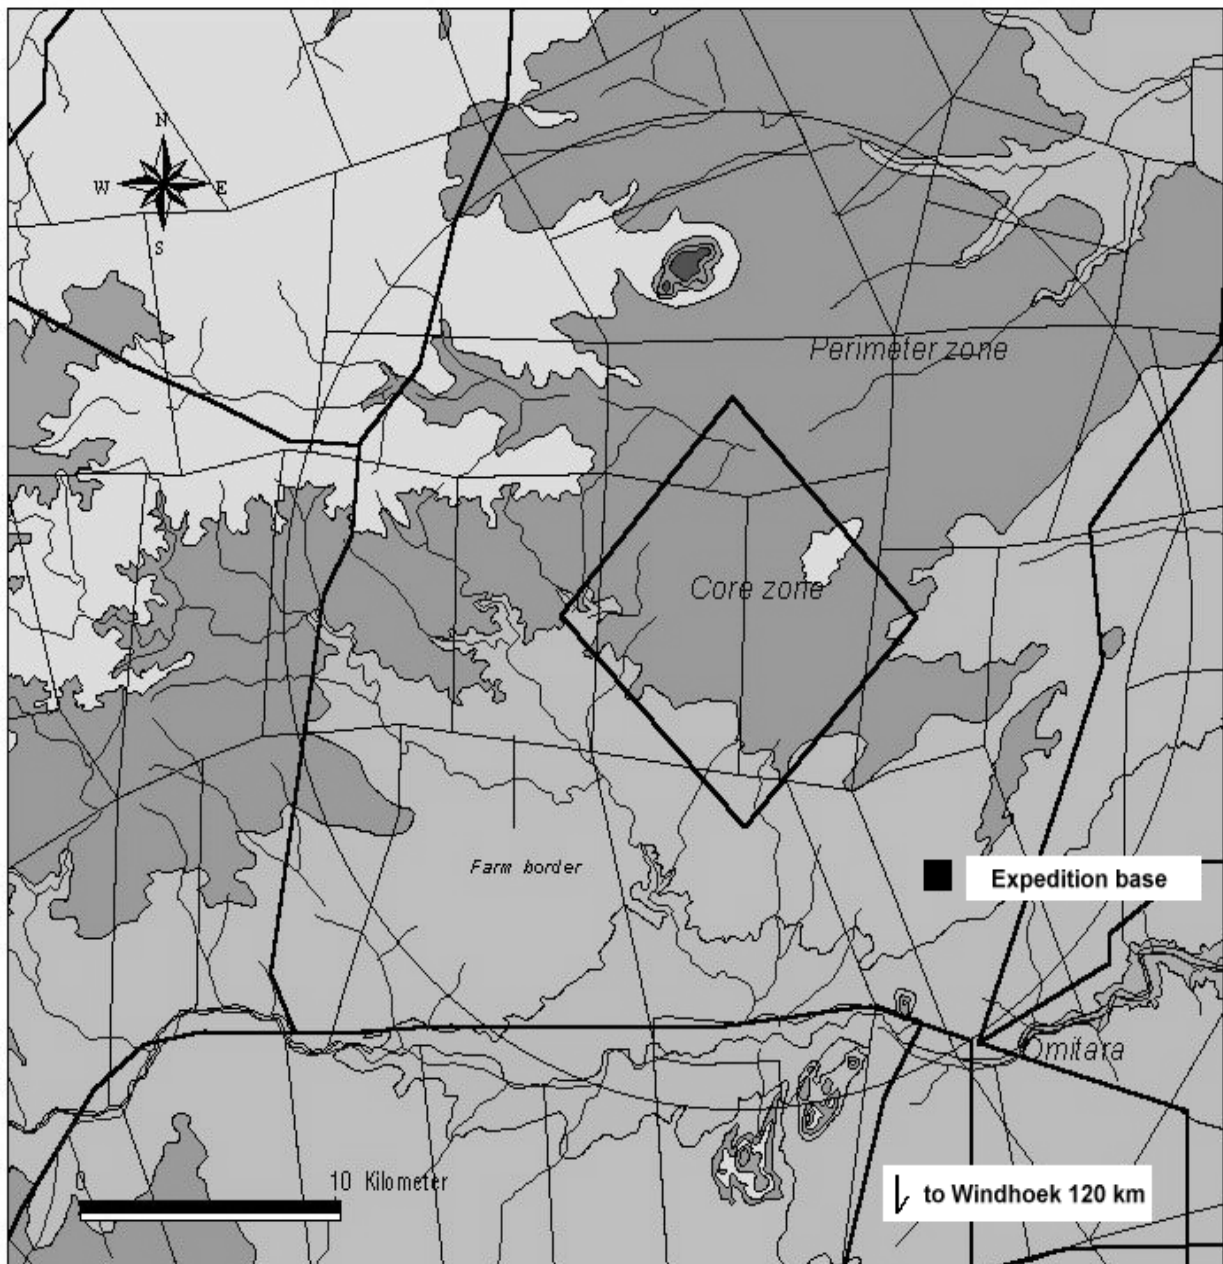 N
W E
S
Perimeter zone
Core zone
Farm border
Expedition base
Omitara
0 10 Kilometer
to Windhoek 120 km